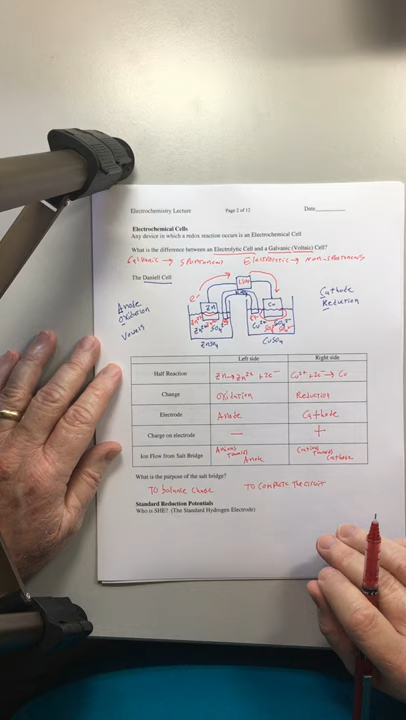 Electrochemistry Lecture Page 2 of 12 Date
Electrochemical Cells
Any device in which a redox reaction occurs is an Electrochemical Cell
What is the difference between an Electrolytic Cell and a Galvanic (Voltaic) Cell?
Galvanic → Spontaneous Electrolytic → Non-spontaneous
The Daniell Cell
e⁻
Anode
Oxidation
Vowels
Cathode
Reduction
Zn
Cu
ZnSO₄
CuSO₄
Left side Right side
Half Reaction Zn → Zn²⁺ + 2e⁻ Cu²⁺ + 2e⁻ → Cu
Change Oxidation Reduction
Electrode Anode Cathode
Charge on electrode − +
Ion Flow from Salt Bridge Anions Towards Anode Cations Towards Cathode
What is the purpose of the salt bridge?
To balance charge To complete the circuit
Standard Reduction Potentials
Who is SHE? (The Standard Hydrogen Electrode)